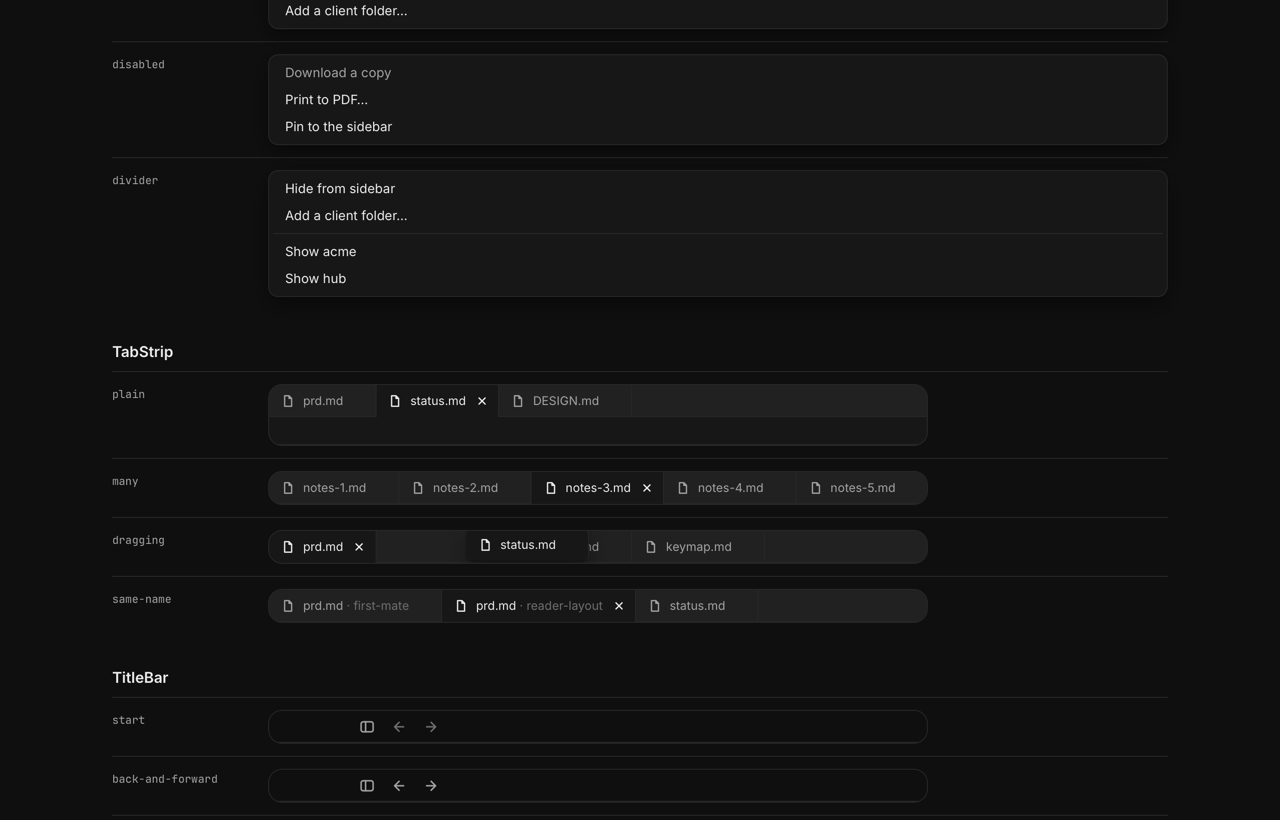 Add a client folder...
disabled
Download a copy
Print to PDF...
Pin to the sidebar
divider
Hide from sidebar
Add a client folder...
Show acme
Show hub
TabStrip
plain
prd.md status.md DESIGN.md
many
notes-1.md notes-2.md notes-3.md notes-4.md notes-5.md
dragging
prd.md status.md nd keymap.md
same-name
prd.md · first-mate prd.md · reader-layout status.md
TitleBar
start
back-and-forward